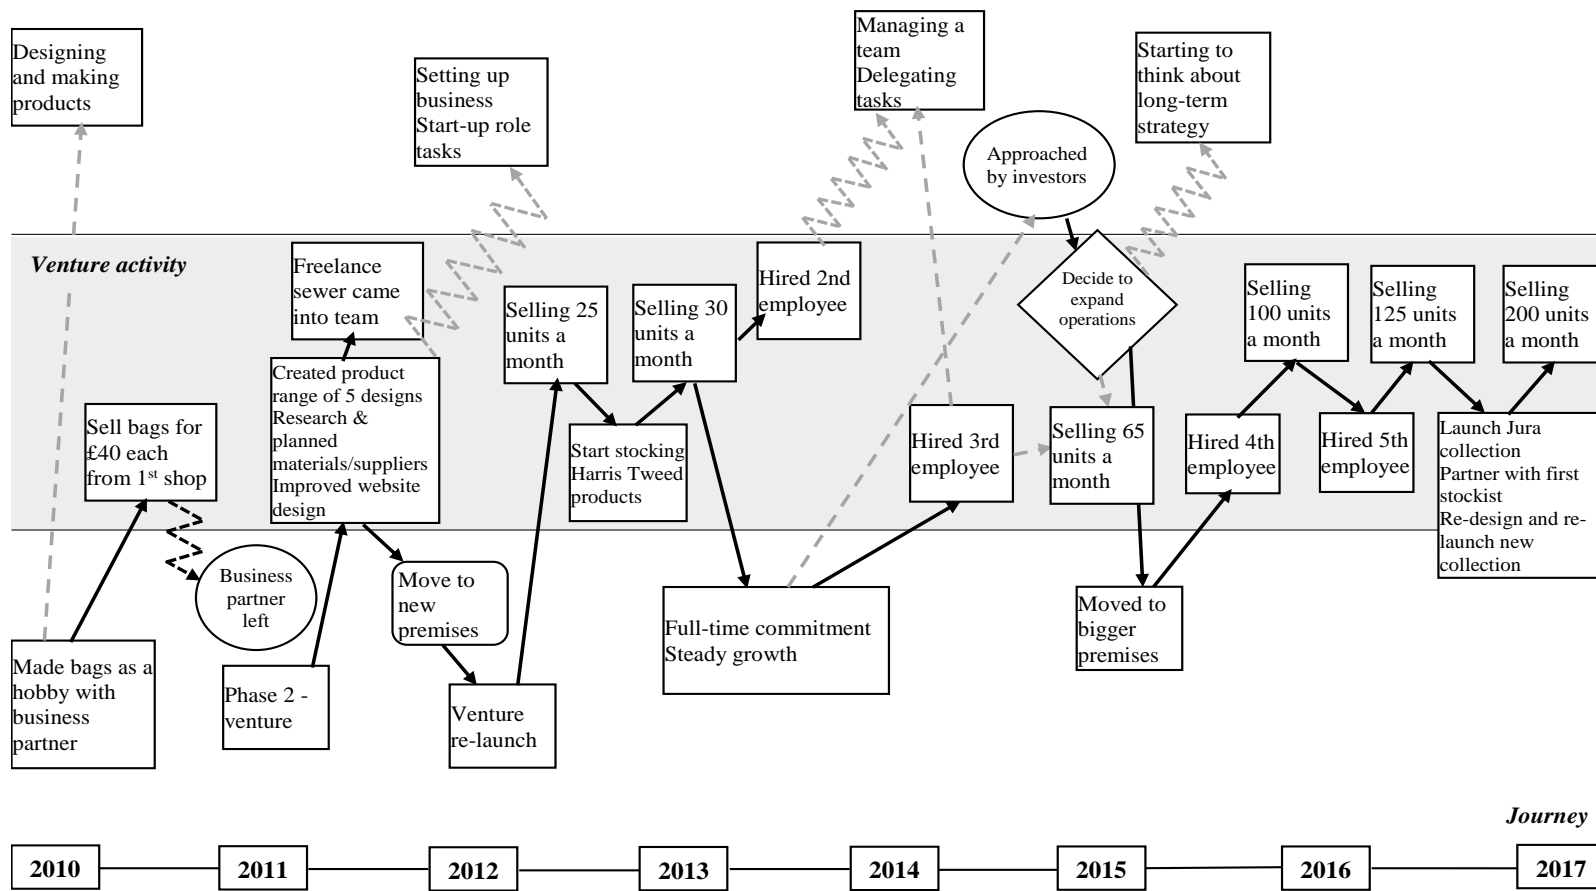 Designing
and making
products
Setting up
business
Start-up role
tasks
Managing a
team
Delegating
tasks
Approached
by investors
Starting to
think about
long-term
strategy
Venture activity
Freelance
sewer came
into team
Created product
range of 5 designs
Research &
planned
materials/suppliers
Improved website
design
Sell bags for
£40 each
from 1st shop
Business
partner
left
Made bags as a
hobby with
business
partner
Phase 2 -
venture
Move to
new
premises
Venture
re-launch
Selling 25
units a
month
Start stocking
Harris Tweed
products
Selling 30
units a
month
Hired 2nd
employee
Full-time commitment
Steady growth
Hired 3rd
employee
Decide to
expand
operations
Selling 65
units a
month
Moved to
bigger
premises
Hired 4th
employee
Selling
100 units
a month
Hired 5th
employee
Selling
125 units
a month
Launch Jura
collection
Partner with first
stockist
Re-design and re-
launch new
collection
Selling
200 units
a month
Journey
2010
2011
2012
2013
2014
2015
2016
2017